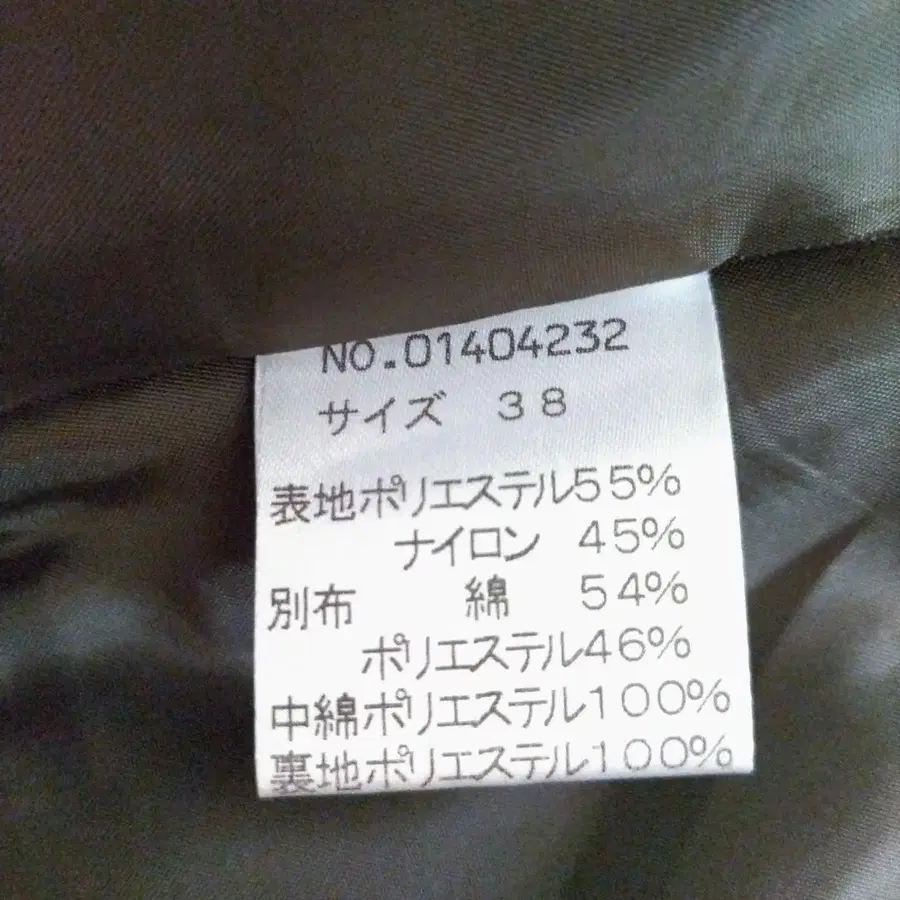 NO.01404232
サイズ 38
表地ポリエステル55%
ナイロン 45%
別布 綿 54%
ポリエステル46%
中綿ポリエステル100%
裏地ポリエステル100%